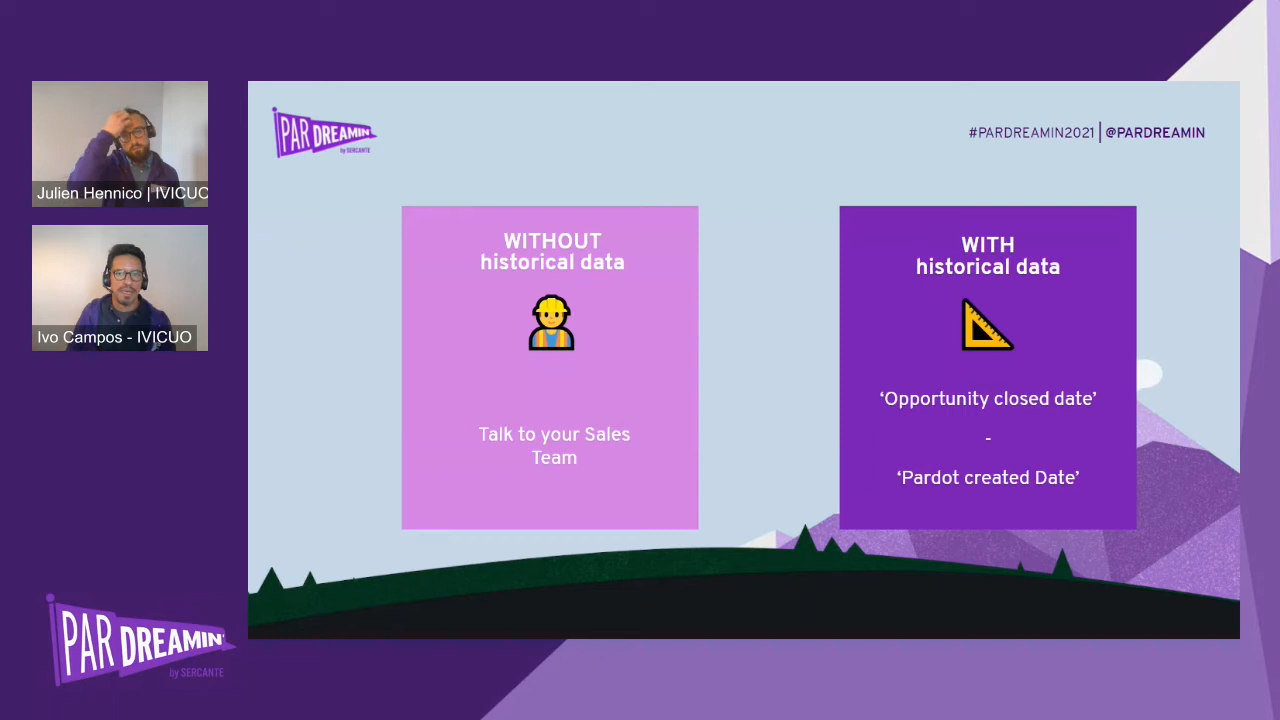 Julien Hennico | IVICUO
Ivo Campos - IVICUO
PAR DREAMIN'
by SERCANTE
PAR DREAMIN
by SERCANTE
#PARDREAMIN2021 | @PARDREAMIN
WITHOUT
historical data
Talk to your Sales
Team
WITH
historical data
‘Opportunity closed date’
-
‘Pardot created Date’